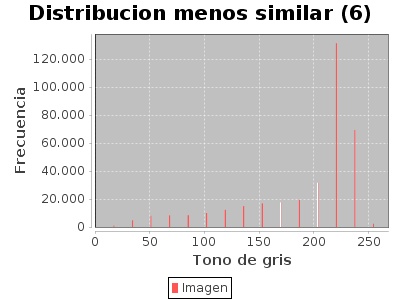 Distribucion menos similar (6)
Frecuencia
120.000
100.000
80.000
60.000
40.000
20.000
0
0 50 100 150 200 250
Tono de gris
Imagen